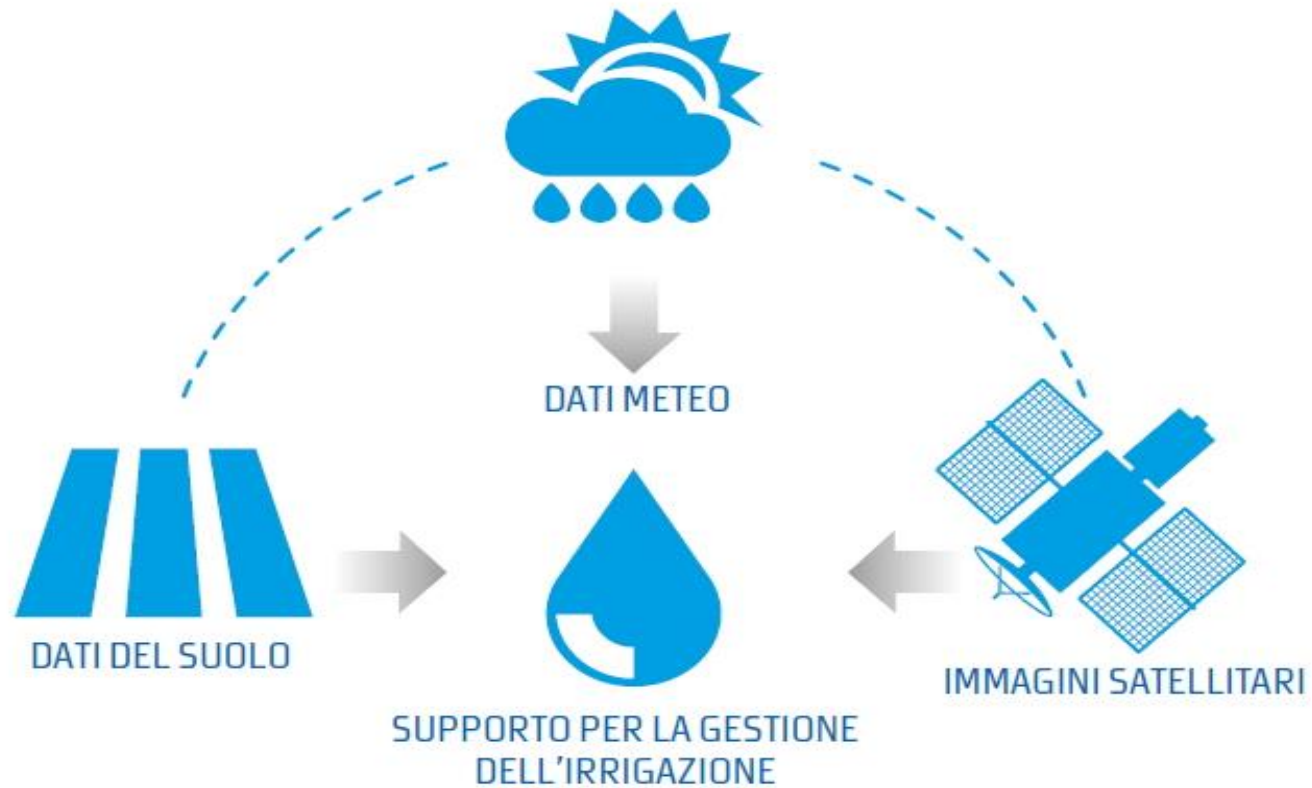 DATI METEO
DATI DEL SUOLO
IMMAGINI SATELLITARI
SUPPORTO PER LA GESTIONE
DELL'IRRIGAZIONE